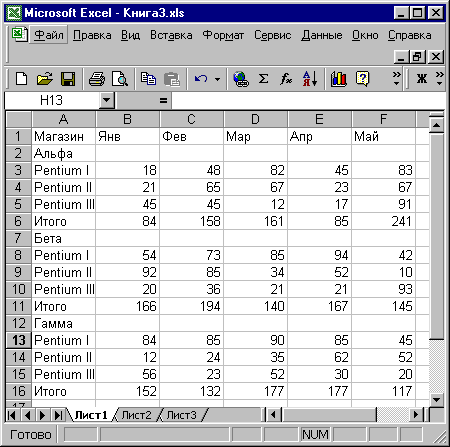 Microsoft Excel - Книга3.xls
Файл Правка Вид Вставка Формат Сервис Данные Окно Справка
Σ fx А Я ? » Ж »
H13 =
A B C D E F
1 Магазин Янв Фев Мар Апр Май
2 Альфа
3 Pentium I 18 48 82 45 83
4 Pentium II 21 65 67 23 67
5 Pentium III 45 45 12 17 91
6 Итого 84 158 161 85 241
7 Бета
8 Pentium I 54 73 85 94 42
9 Pentium II 92 85 34 52 10
10 Pentium III 20 36 21 21 93
11 Итого 166 194 140 167 145
12 Гамма
13 Pentium I 84 85 90 85 45
14 Pentium II 12 24 35 62 52
15 Pentium III 56 23 52 30 20
16 Итого 152 132 177 177 117
Лист1 Лист2 Лист3
Готово NUM